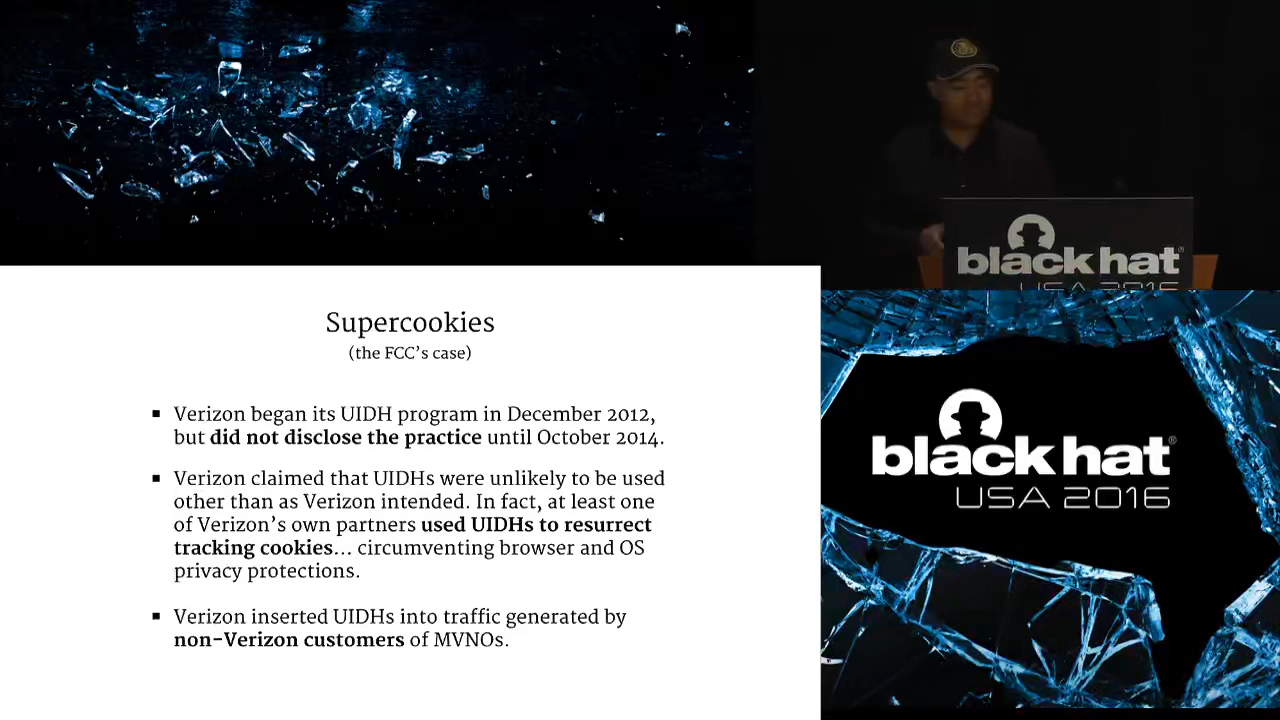 black hat
USA 2016
Supercookies
(the FCC’s case)
▪ Verizon began its UIDH program in December 2012,
but did not disclose the practice until October 2014.
▪ Verizon claimed that UIDHs were unlikely to be used
other than as Verizon intended. In fact, at least one
of Verizon’s own partners used UIDHs to resurrect
tracking cookies… circumventing browser and OS
privacy protections.
▪ Verizon inserted UIDHs into traffic generated by
non-Verizon customers of MVNOs.
black hat®
USA 2016